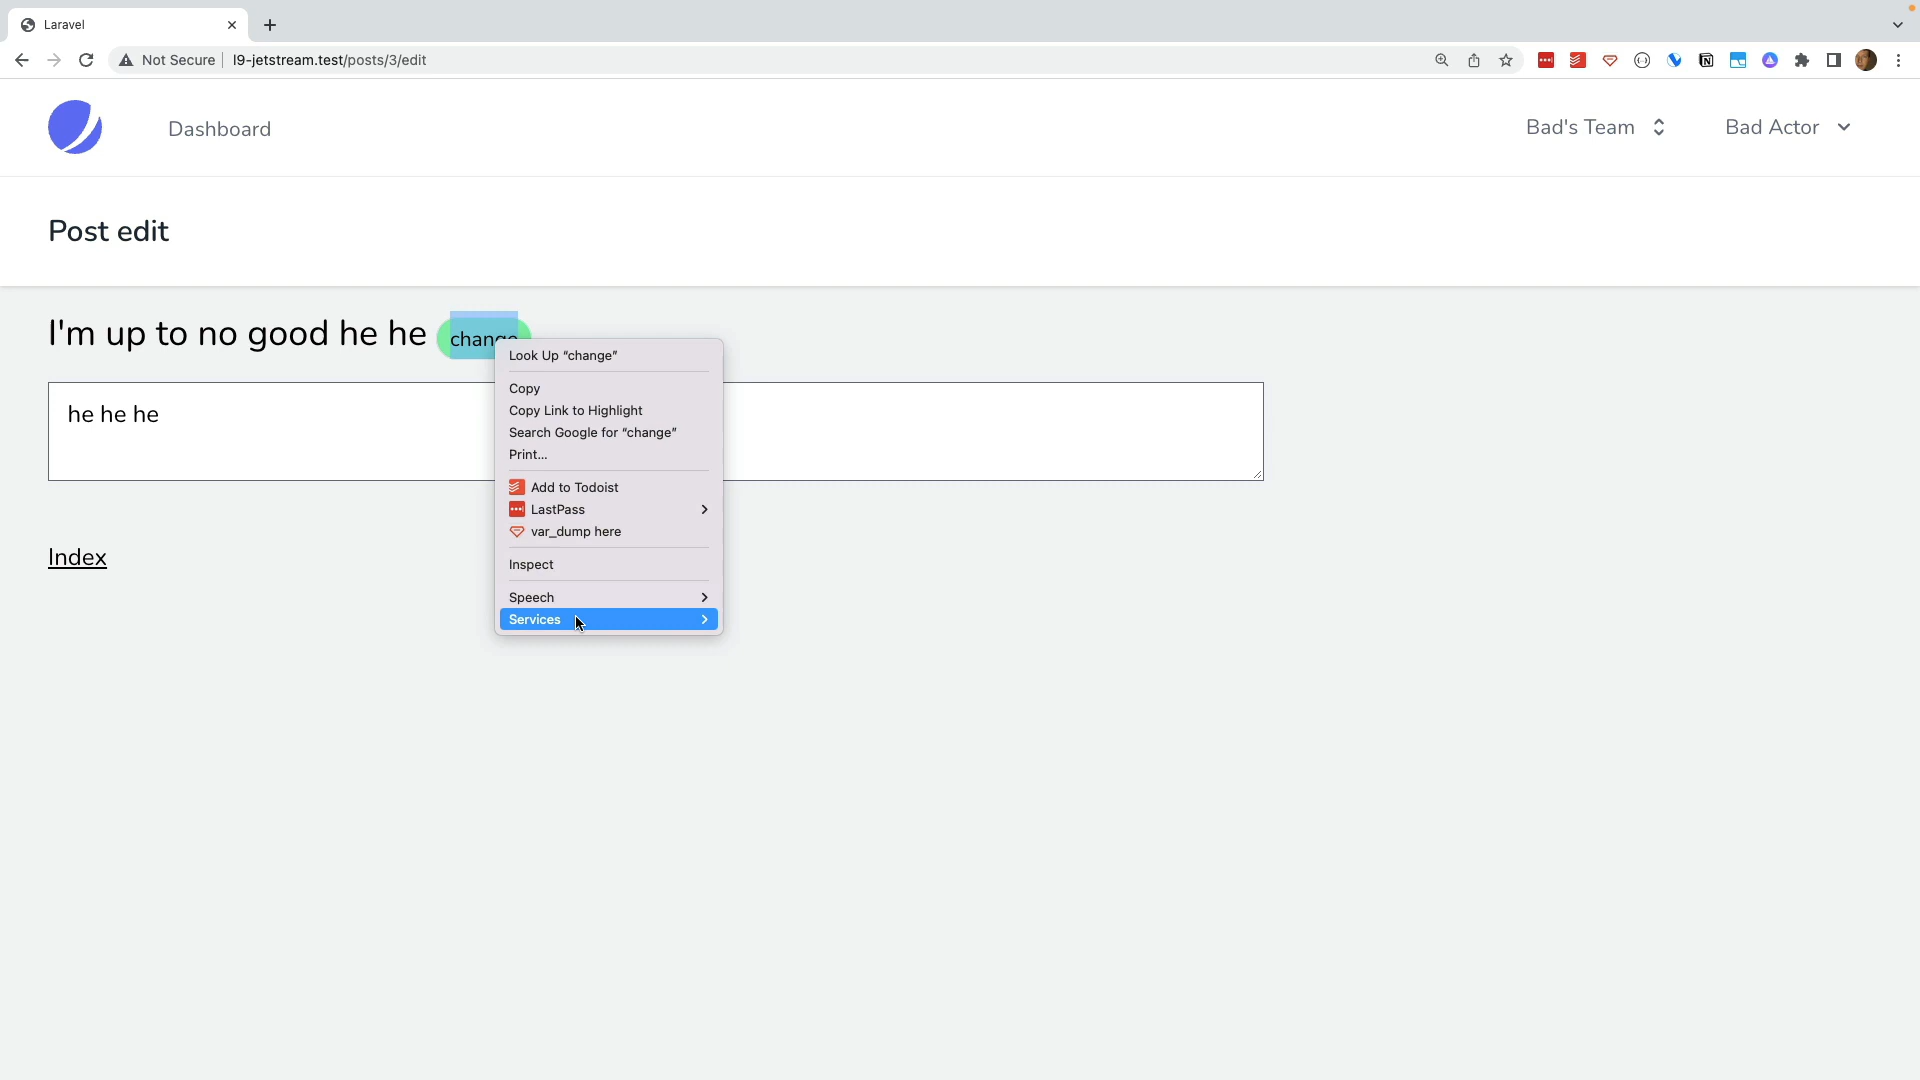 Laravel
Not Secure l9-jetstream.test/posts/3/edit
Dashboard
Bad's Team
Bad Actor
Post edit
I'm up to no good he he change
he he he
Index
Look Up “change”
Copy
Copy Link to Highlight
Search Google for “change”
Print...
Add to Todoist
LastPass
var_dump here
Inspect
Speech
Services